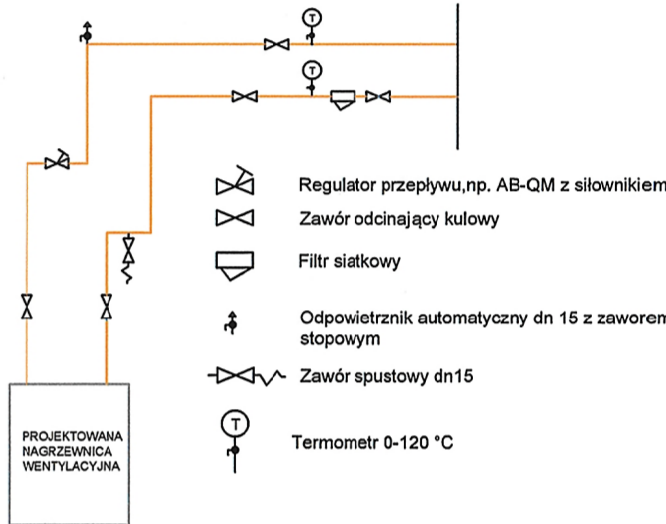 T
T
Regulator przepływu,np. AB-QM z siłownikiem
Zawór odcinający kulowy
Filtr siatkowy
Odpowietrznik automatyczny dn 15 z zaworem
stopowym
Zawór spustowy dn15
T
Termometr 0-120 °C
PROJEKTOWANA
NAGRZEWNICA
WENTYLACYJNA